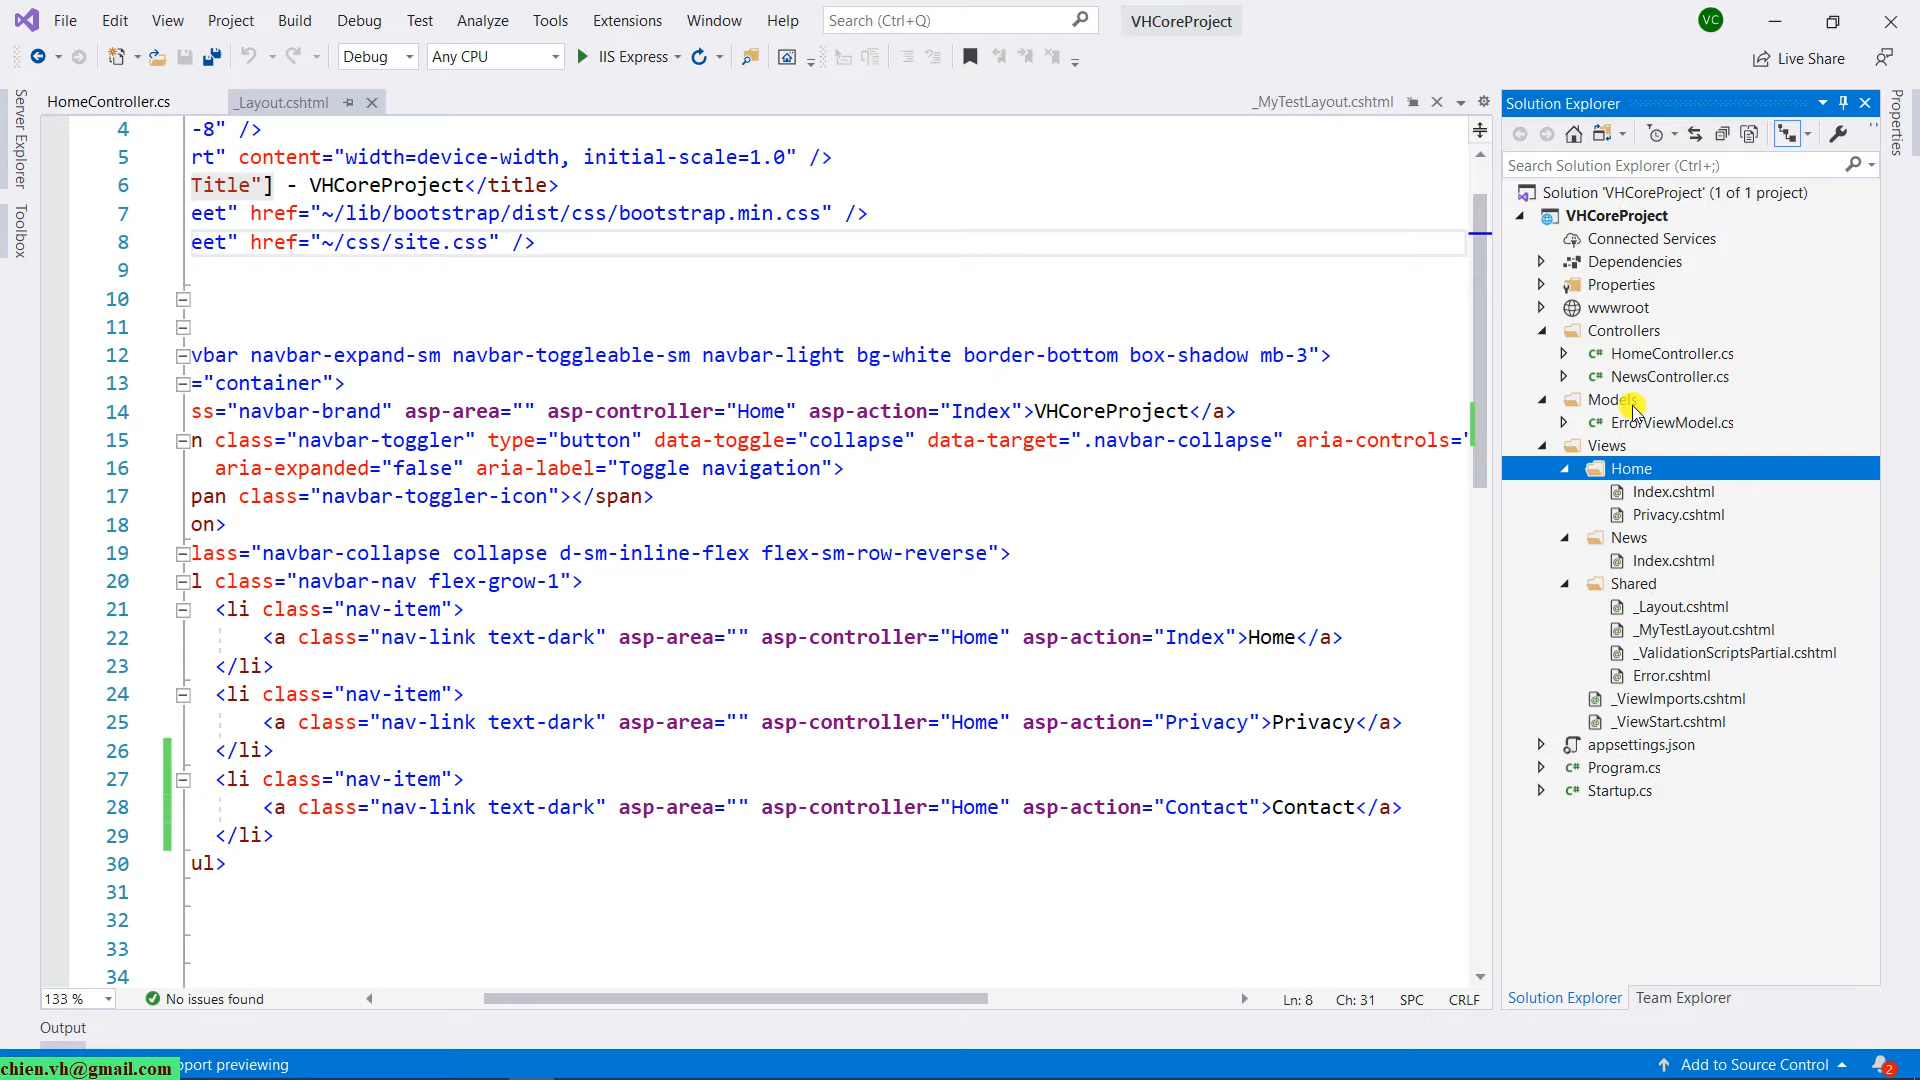 File Edit View Project Build Debug Test Analyze Tools Extensions Window Help Search (Ctrl+Q) VHCoreProject VC
Debug Any CPU IIS Express Live Share
HomeController.cs _Layout.cshtml _MyTestLayout.cshtml
Server Explorer
Toolbox
4 -8" />
5 rt" content="width=device-width, initial-scale=1.0" />
6 Title"] - VHCoreProject</title>
7 eet" href="~/lib/bootstrap/dist/css/bootstrap.min.css" />
8 eet" href="~/css/site.css" />
9
10
11
12 vbar navbar-expand-sm navbar-toggleable-sm navbar-light bg-white border-bottom box-shadow mb-3">
13 ="container">
14 ss="navbar-brand" asp-area="" asp-controller="Home" asp-action="Index">VHCoreProject</a>
15 n class="navbar-toggler" type="button" data-toggle="collapse" data-target=".navbar-collapse" aria-controls="
16 aria-expanded="false" aria-label="Toggle navigation">
17 pan class="navbar-toggler-icon"></span>
18 on>
19 lass="navbar-collapse collapse d-sm-inline-flex flex-sm-row-reverse">
20 l class="navbar-nav flex-grow-1">
21 <li class="nav-item">
22 <a class="nav-link text-dark" asp-area="" asp-controller="Home" asp-action="Index">Home</a>
23 </li>
24 <li class="nav-item">
25 <a class="nav-link text-dark" asp-area="" asp-controller="Home" asp-action="Privacy">Privacy</a>
26 </li>
27 <li class="nav-item">
28 <a class="nav-link text-dark" asp-area="" asp-controller="Home" asp-action="Contact">Contact</a>
29 </li>
30 ul>
31
32
33
34
133 % No issues found Ln: 8 Ch: 31 SPC CRLF
Output
Solution Explorer
Search Solution Explorer (Ctrl+;)
Solution 'VHCoreProject' (1 of 1 project)
VHCoreProject
Connected Services
Dependencies
Properties
wwwroot
Controllers
HomeController.cs
NewsController.cs
Models
ErrorViewModel.cs
Views
Home
Index.cshtml
Privacy.cshtml
News
Index.cshtml
Shared
_Layout.cshtml
_MyTestLayout.cshtml
_ValidationScriptsPartial.cshtml
Error.cshtml
_ViewImports.cshtml
_ViewStart.cshtml
appsettings.json
Program.cs
Startup.cs
Solution Explorer Team Explorer
Properties
chien.vh@gmail.com pport previewing Add to Source Control 2